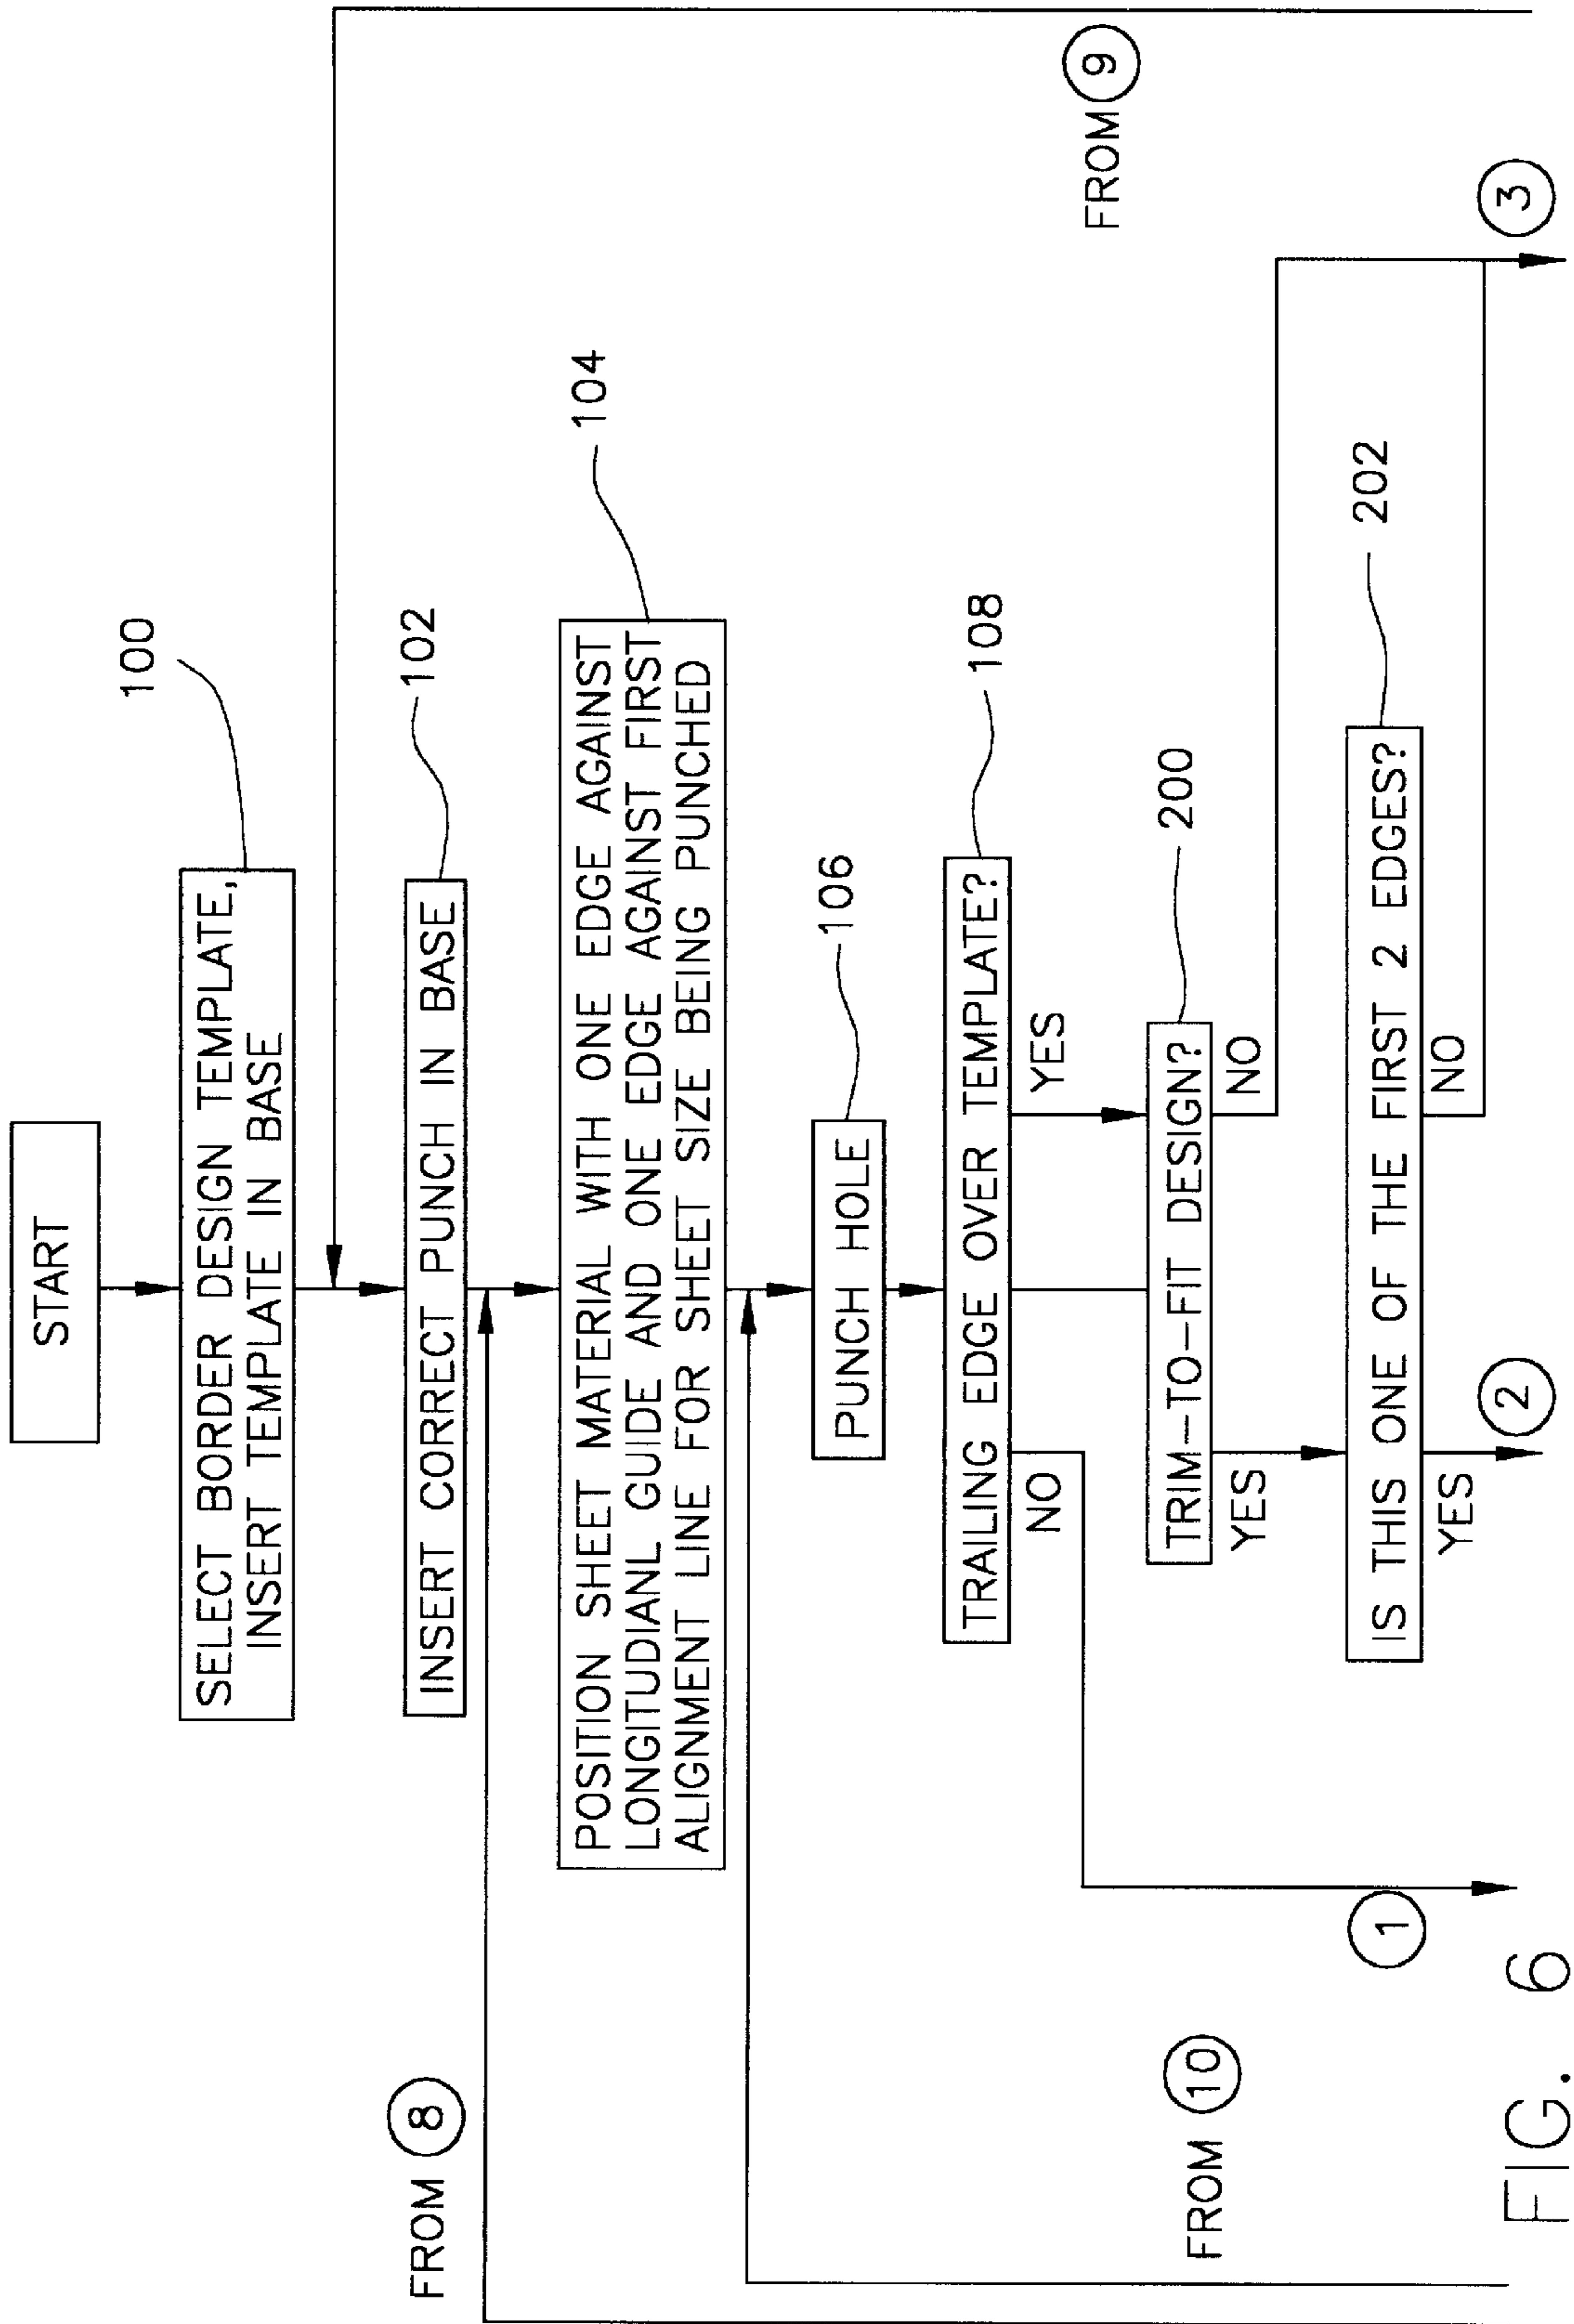 START
100
SELECT BORDER DESIGN TEMPLATE,
INSERT TEMPLATE IN BASE
102
INSERT CORRECT PUNCH IN BASE
FROM 8
104
POSITION SHEET MATERIAL WITH ONE EDGE AGAINST
LONGITUDIANL GUIDE AND ONE EDGE AGAINST FIRST
ALIGNMENT LINE FOR SHEET SIZE BEING PUNCHED
106
PUNCH HOLE
108
TRAILING EDGE OVER TEMPLATE?
NO
YES
FROM 9
200
TRIM-TO-FIT DESIGN?
YES
NO
FROM 10
202
IS THIS ONE OF THE FIRST 2 EDGES?
YES
NO
1
2
3
FIG. 6